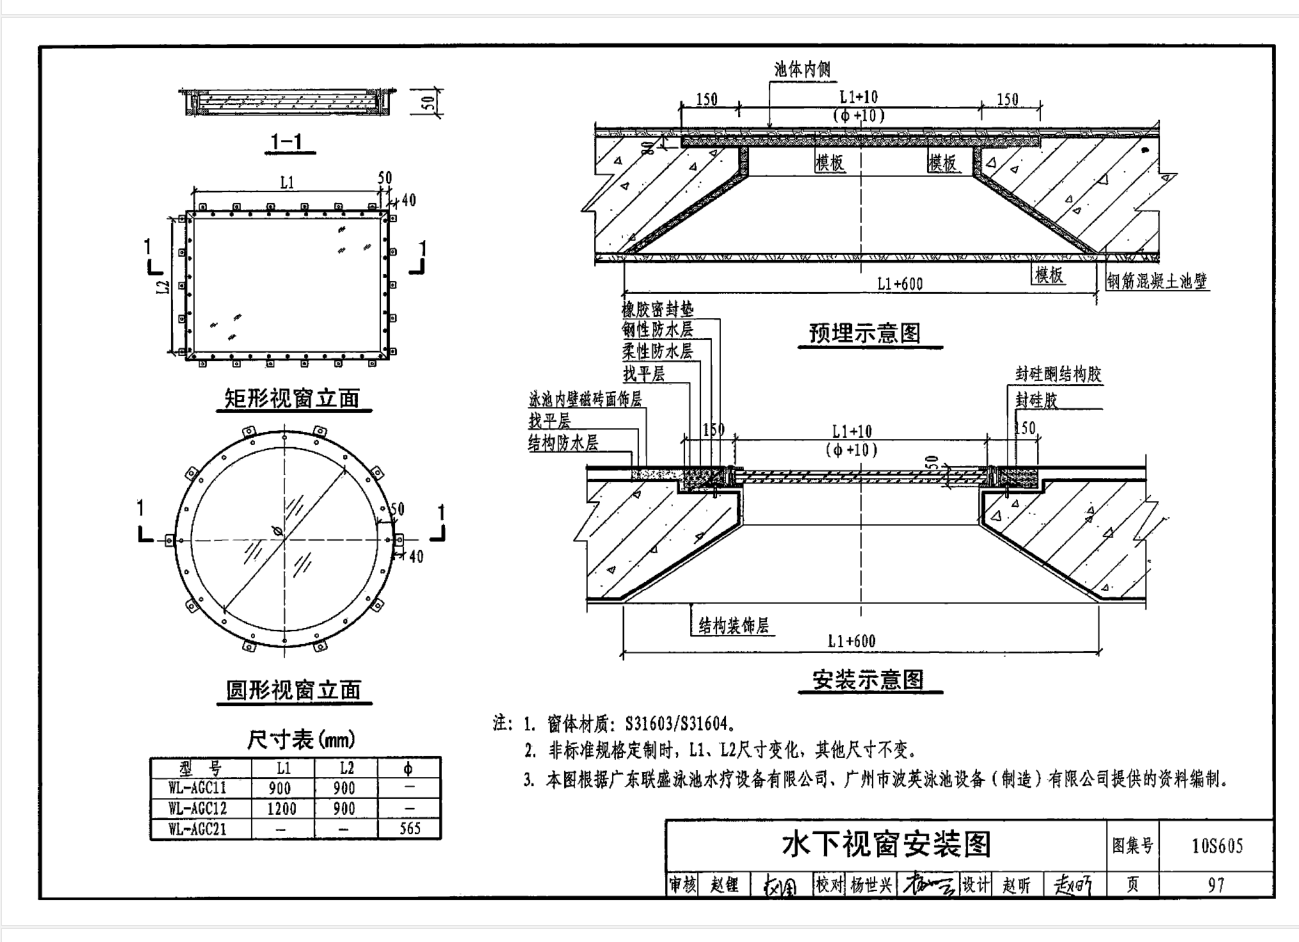 50
1-1
L1
50
40
1
1
L2
矩形视窗立面
1
1
50
ϕ
40
圆形视窗立面
尺寸表(mm)
型 号 L1 L2 ϕ
WL-AGC11 900 900 —
WL-AGC12 1200 900 —
WL-AGC21 — — 565
池体内侧
150 L1+10 150
(ϕ+10)
80
模板 模板
模板
钢筋混凝土池壁
L1+600
预埋示意图
橡胶密封垫
钢性防水层
柔性防水层
找平层
泳池内壁磁砖面饰层
找平层
结构防水层
封硅酮结构胶
封硅胶
150 L1+10 150
(ϕ+10)
50
结构装饰层
L1+600
安装示意图
注: 1. 窗体材质: S31603/S31604。
2. 非标准规格定制时, L1、L2尺寸变化, 其他尺寸不变。
3. 本图根据广东联盛泳池水疗设备有限公司、广州市波英泳池设备(制造)有限公司提供的资料编制。
水下视窗安装图 图集号 10S605
审核 赵锂 校对 杨世兴 设计 赵昕 赵昕 页 97